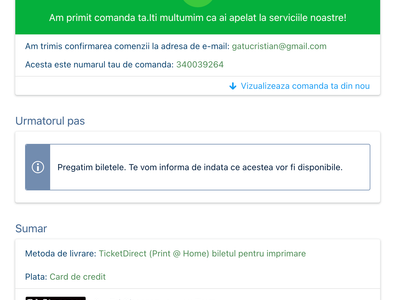 Am primit comanda ta.Iti multumim ca ai apelat la serviciile noastre!
Am trimis confirmarea comenzii la adresa de e-mail: gatucristian@gmail.com
Acesta este numarul tau de comanda: 340039264
Vizualizeaza comanda ta din nou
Urmatorul pas
Pregatim biletele. Te vom informa de indata ce acestea vor fi disponibile.
Sumar
Metoda de livrare: TicketDirect (Print @ Home) biletul pentru imprimare
Plata: Card de credit